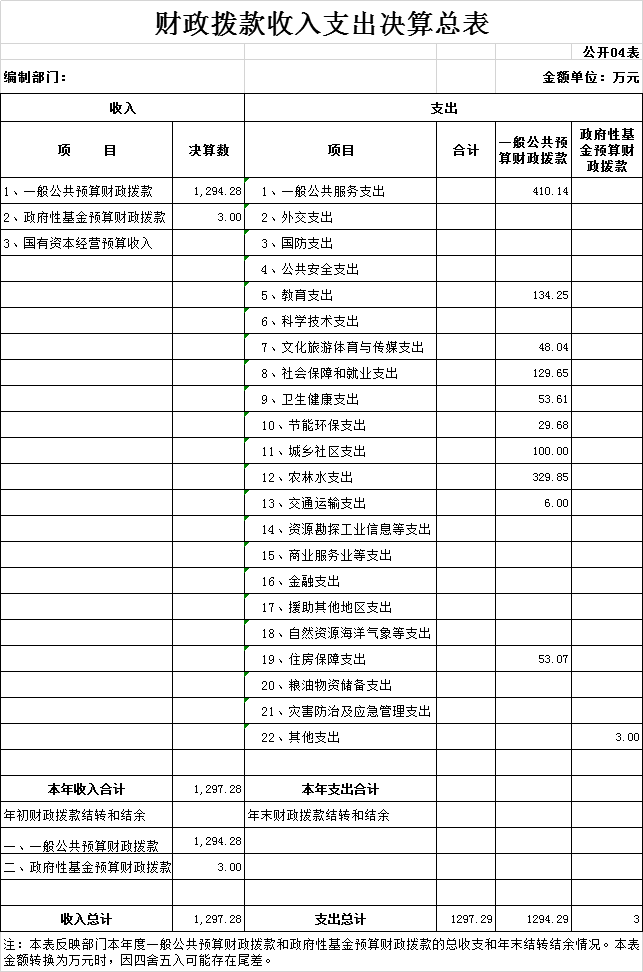 财政拨款收入支出决算总表
公开04表
编制部门: 金额单位: 万元
收入 支出
项 目 决算数 项目 合计 一般公共预算财政拨款 政府性基金预算财政拨款
1、一般公共预算财政拨款 1,294.28 1、一般公共服务支出 410.14
2、政府性基金预算财政拨款 3.00 2、外交支出
3、国有资本经营预算收入 3、国防支出
4、公共安全支出
5、教育支出 134.25
6、科学技术支出
7、文化旅游体育与传媒支出 48.04
8、社会保障和就业支出 129.65
9、卫生健康支出 53.61
10、节能环保支出 29.68
11、城乡社区支出 100.00
12、农林水支出 329.85
13、交通运输支出 6.00
14、资源勘探工业信息等支出
15、商业服务业等支出
16、金融支出
17、援助其他地区支出
18、自然资源海洋气象等支出
19、住房保障支出 53.07
20、粮油物资储备支出
21、灾害防治及应急管理支出
22、其他支出 3.00
本年收入合计 1,297.28 本年支出合计
年初财政拨款结转和结余 年末财政拨款结转和结余
一、一般公共预算财政拨款 1,294.28
二、政府性基金预算财政拨款 3.00
收入总计 1,297.28 支出总计 1297.29 1294.29 3
注: 本表反映部门本年度一般公共预算财政拨款和政府性基金预算财政拨款的总收支和年末结转结余情况。本表
金额转换为万元时，因四舍五入可能存在尾差。